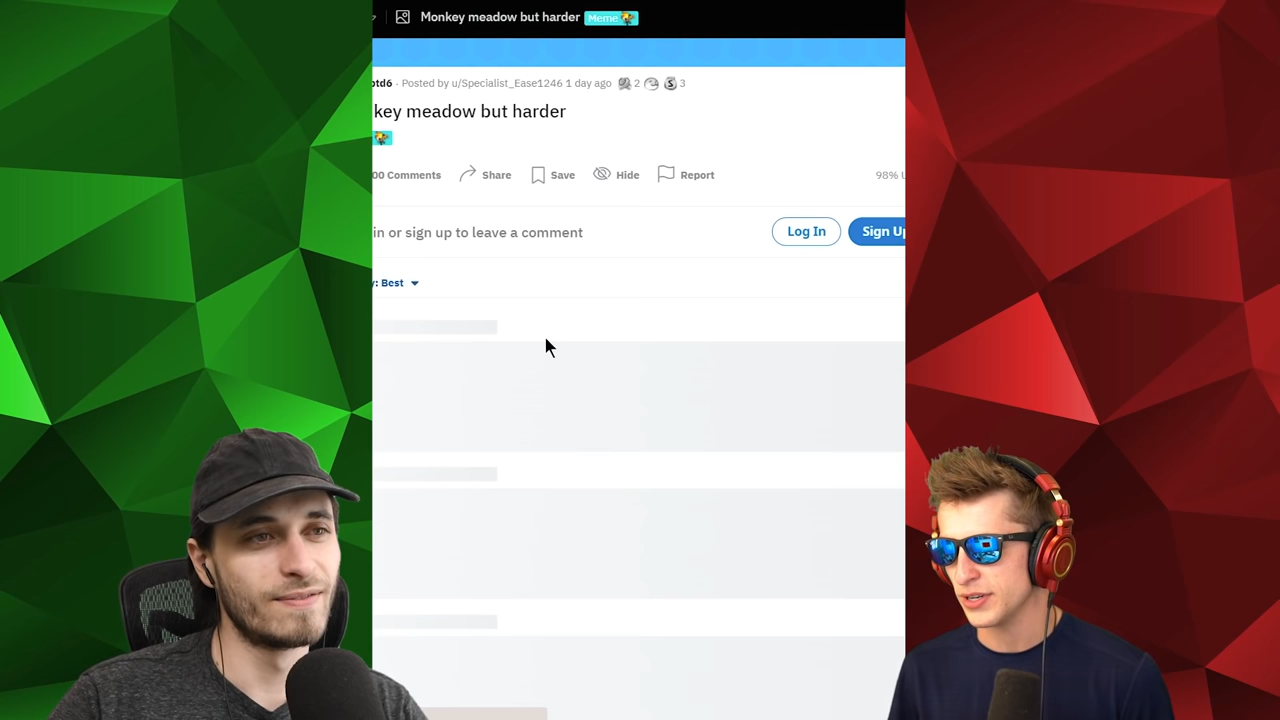 Monkey meadow but harder Meme
otd6 · Posted by u/Specialist_Ease1246 1 day ago 2 3
key meadow but harder
00 Comments Share Save Hide Report 98% U
in or sign up to leave a comment Log In Sign Up
y: Best